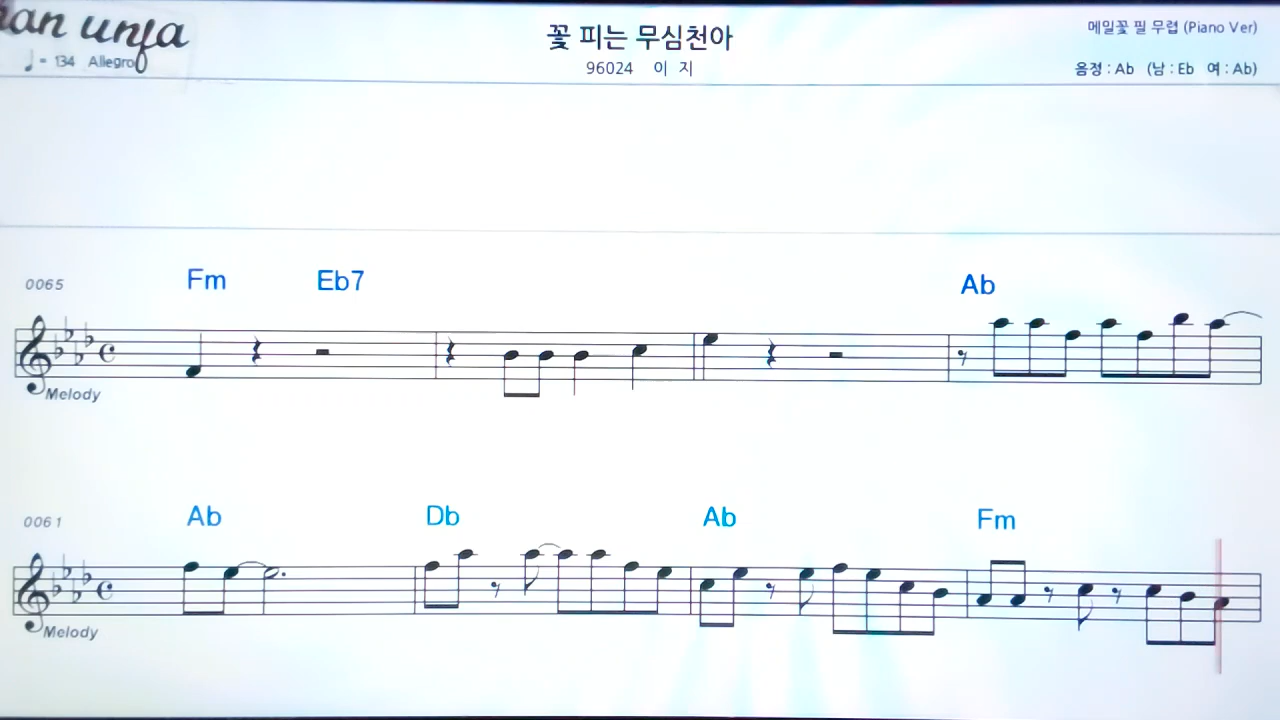 꽃 피는 무심천아
메밀꽃 필 무렵 (Piano Ver)
= 134 Allegro
96024 이 지
음정 : Ab (남 : Eb 여 : Ab)
0065 Fm Eb7 Ab
Melody
0061 Ab Db Ab Fm
Melody